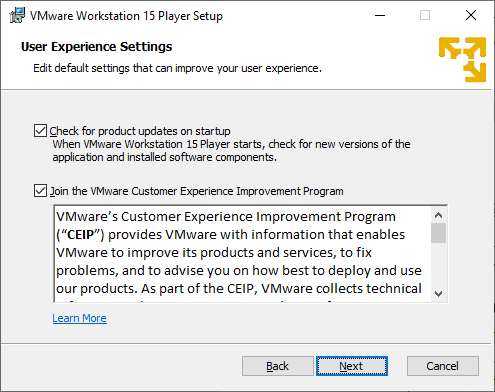 VMware Workstation 15 Player Setup
User Experience Settings
Edit default settings that can improve your user experience.
Check for product updates on startup
When VMware Workstation 15 Player starts, check for new versions of the
application and installed software components.
Join the VMware Customer Experience Improvement Program
VMware's Customer Experience Improvement Program
("CEIP") provides VMware with information that enables
VMware to improve its products and services, to fix
problems, and to advise you on how best to deploy and use
our products. As part of the CEIP, VMware collects technical
Learn More
Back
Next
Cancel